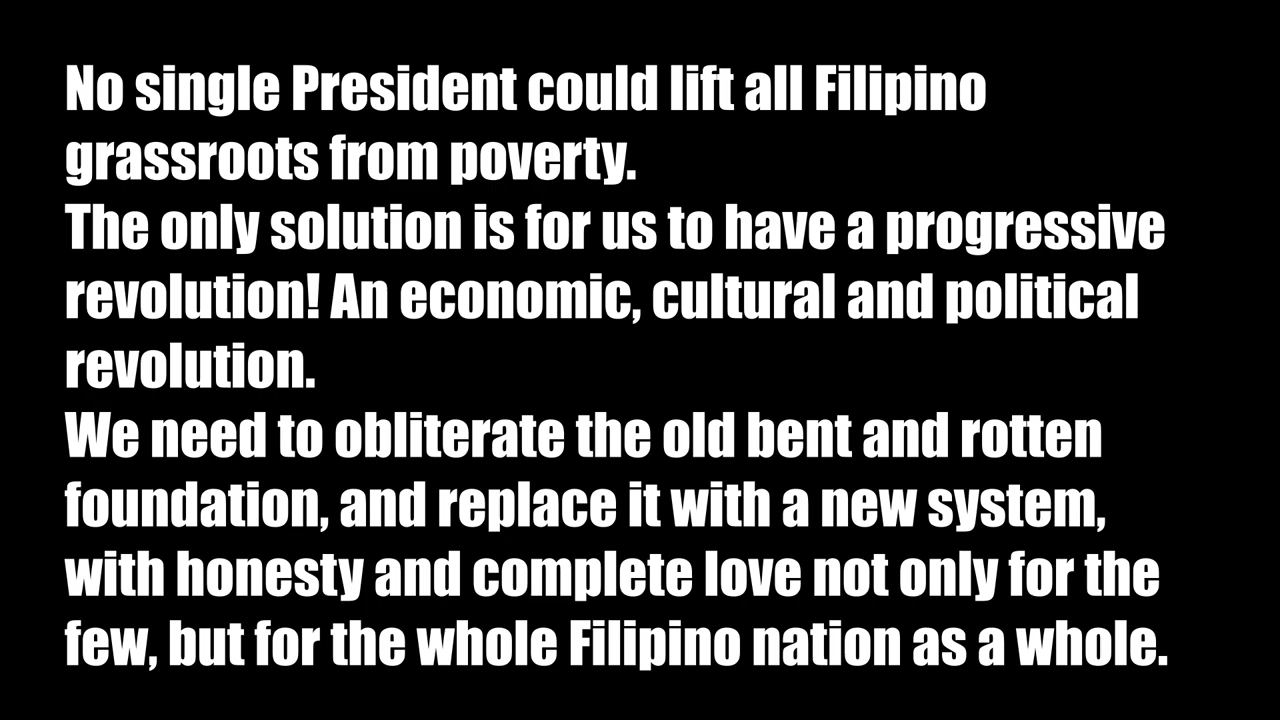 No single President could lift all Filipino
grassroots from poverty.
The only solution is for us to have a progressive
revolution! An economic, cultural and political
revolution.
We need to obliterate the old bent and rotten
foundation, and replace it with a new system,
with honesty and complete love not only for the
few, but for the whole Filipino nation as a whole.